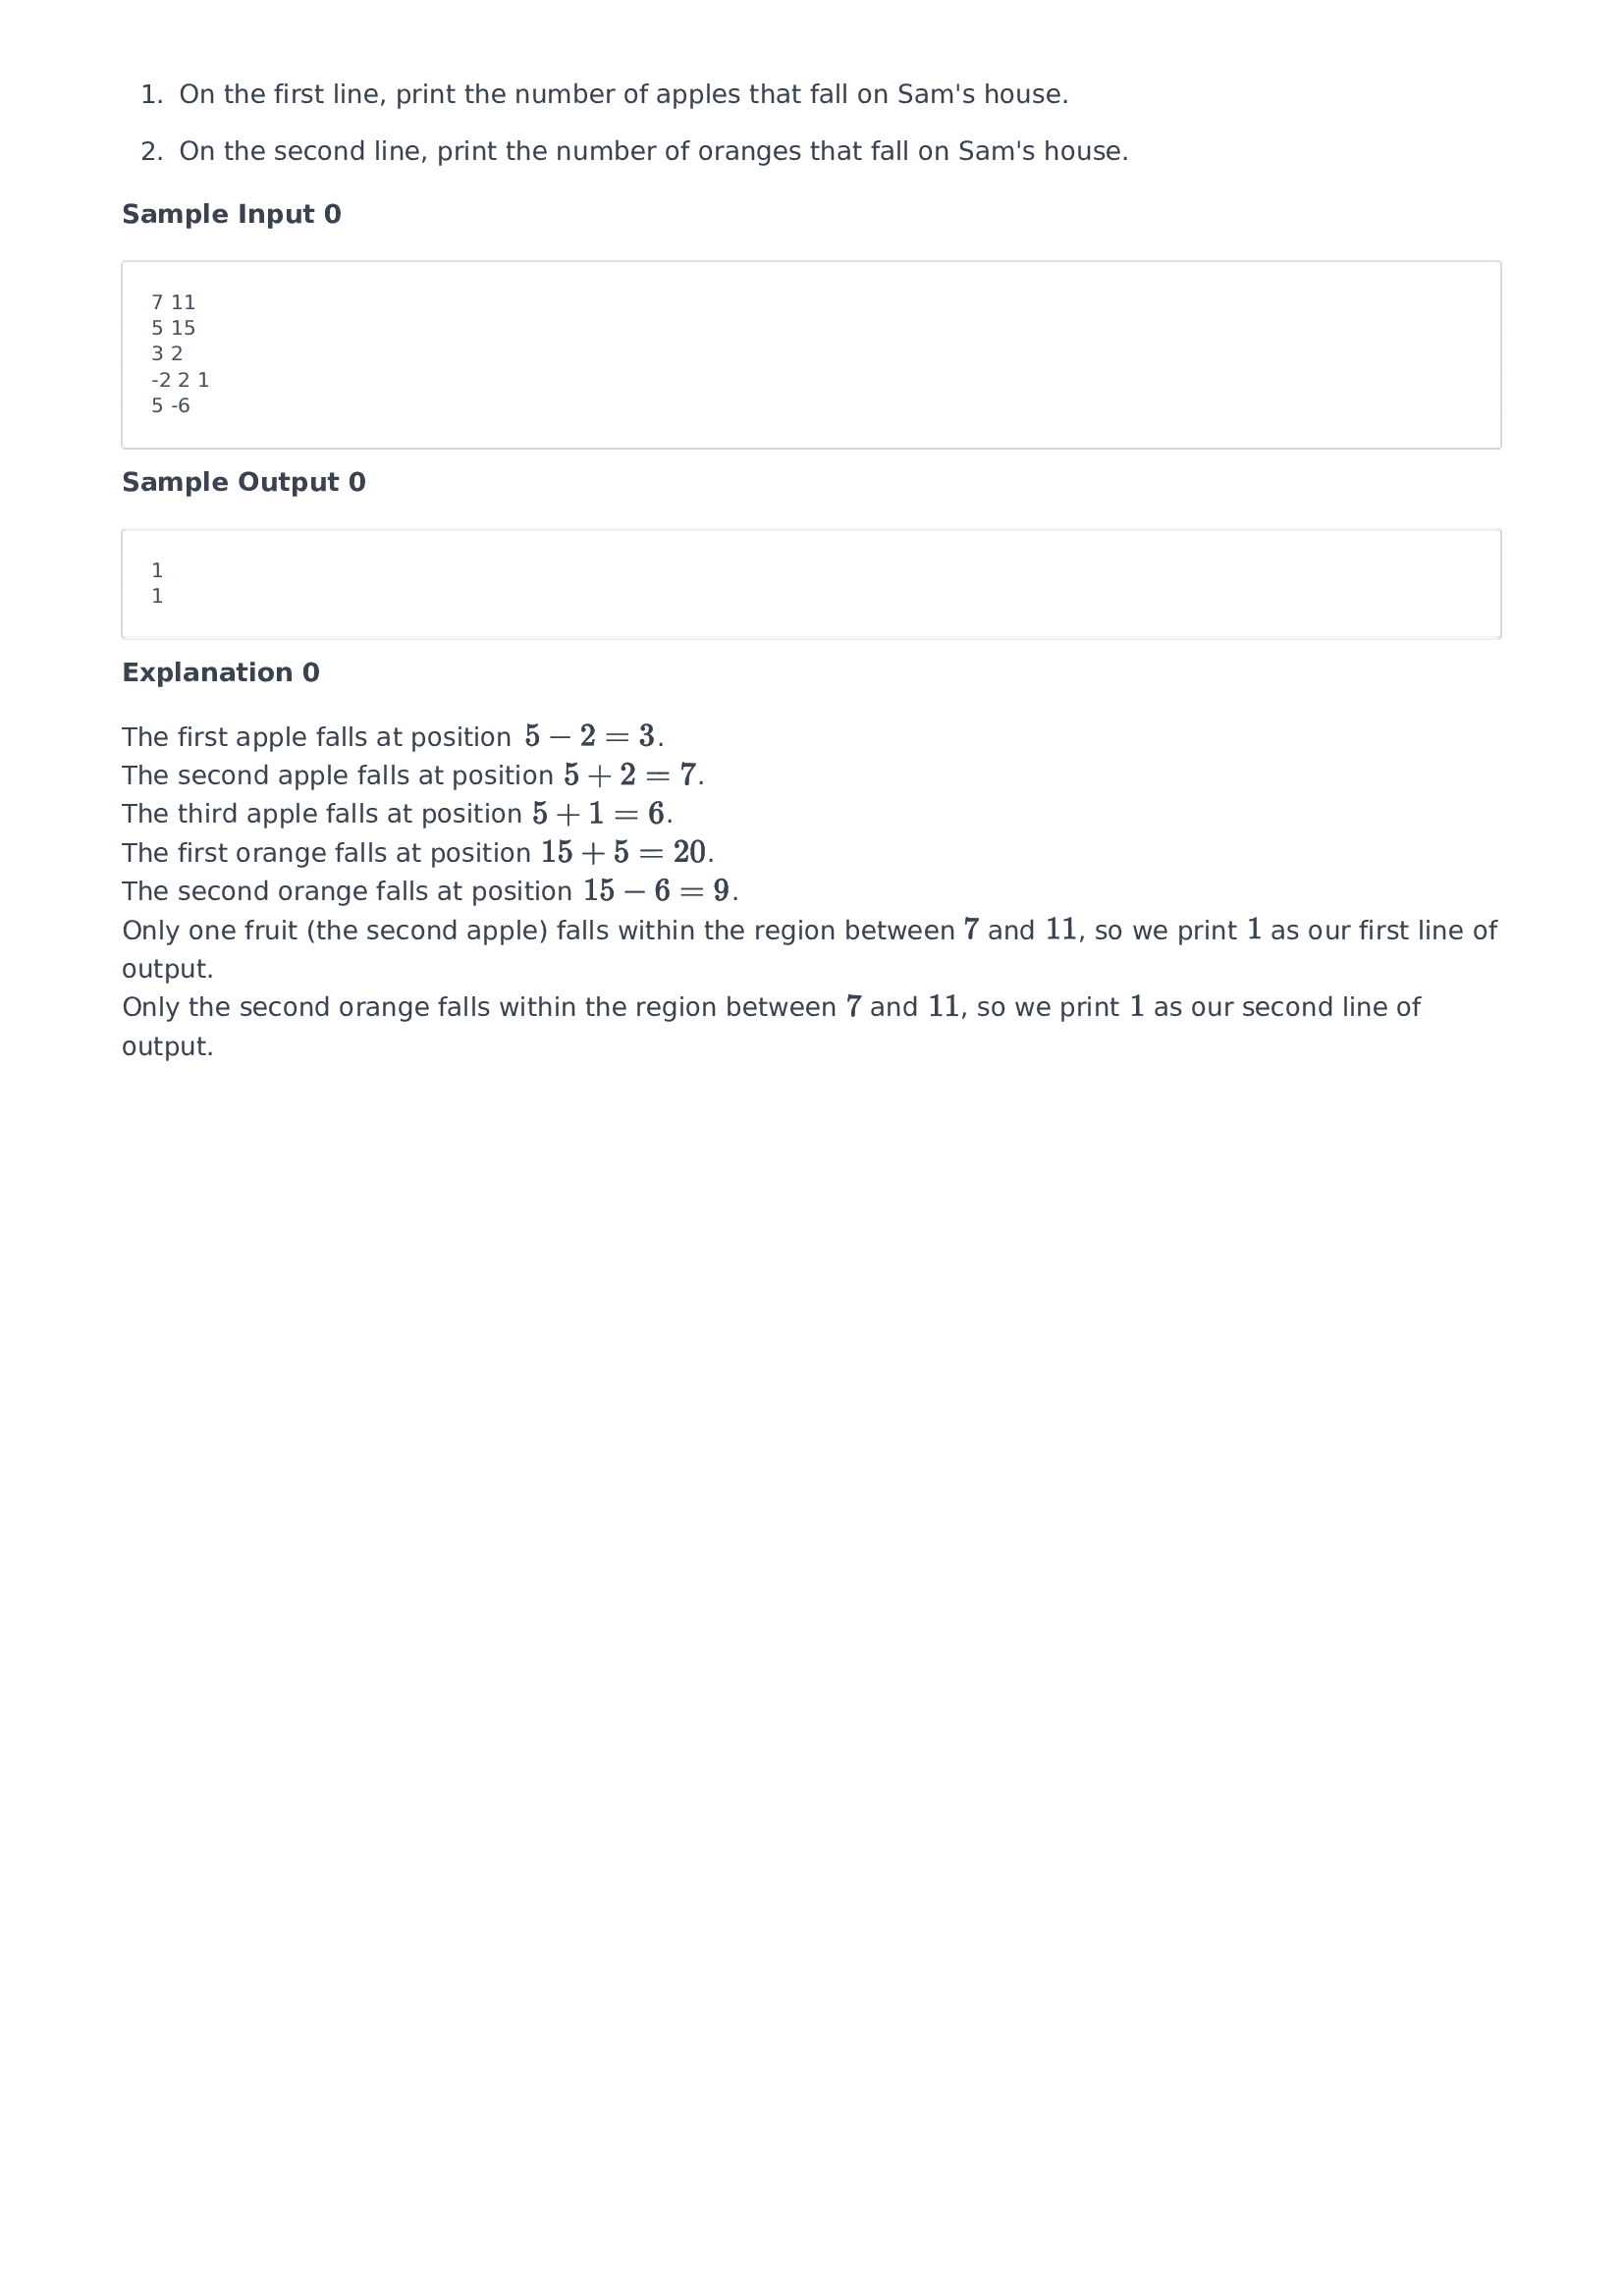 1. On the first line, print the number of apples that fall on Sam's house.
2. On the second line, print the number of oranges that fall on Sam's house.
Sample Input 0
7 11
5 15
3 2
-2 2 1
5 -6
Sample Output 0
1
1
Explanation 0
The first apple falls at position 5 − 2 = 3.
The second apple falls at position 5 + 2 = 7.
The third apple falls at position 5 + 1 = 6.
The first orange falls at position 15 + 5 = 20.
The second orange falls at position 15 − 6 = 9.
Only one fruit (the second apple) falls within the region between 7 and 11, so we print 1 as our first line of
output.
Only the second orange falls within the region between 7 and 11, so we print 1 as our second line of
output.